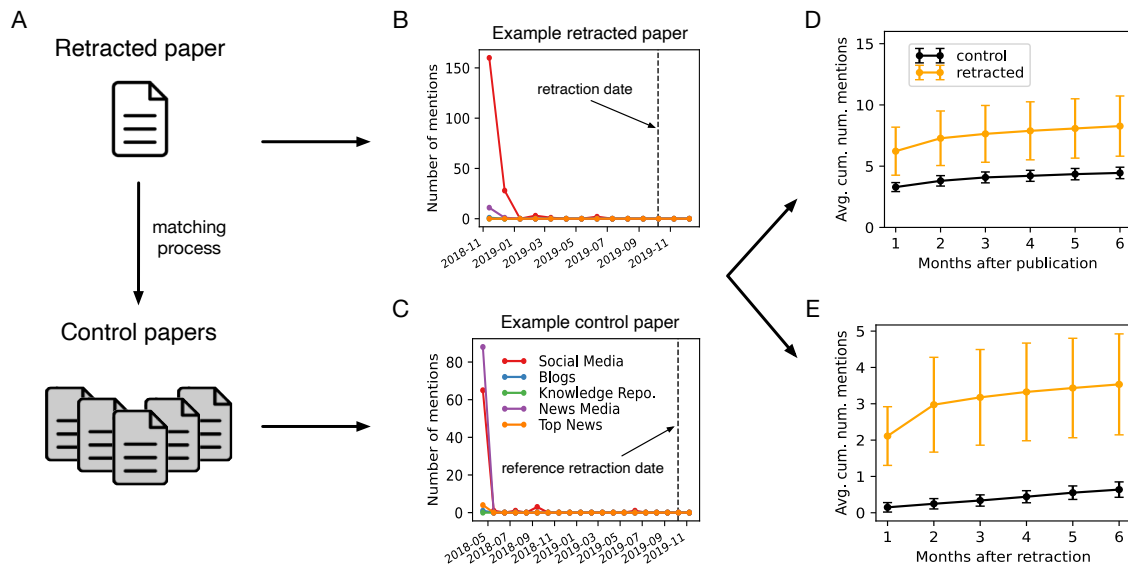 A
Retracted paper
matching
process
Control papers
B
Example retracted paper
Number of mentions
150
100
50
0
retraction date
2018-11
2019-01
2019-03
2019-05
2019-07
2019-09
2019-11
C
Example control paper
Number of mentions
80
60
40
20
0
Social Media
Blogs
Knowledge Repo.
News Media
Top News
reference retraction date
2018-05
2018-07
2018-09
2018-11
2019-01
2019-03
2019-05
2019-07
2019-09
2019-11
D
Avg. cum. num. mentions
15
10
5
0
control
retracted
1 2 3 4 5 6
Months after publication
E
Avg. cum. num. mentions
5
4
3
2
1
0
1 2 3 4 5 6
Months after retraction